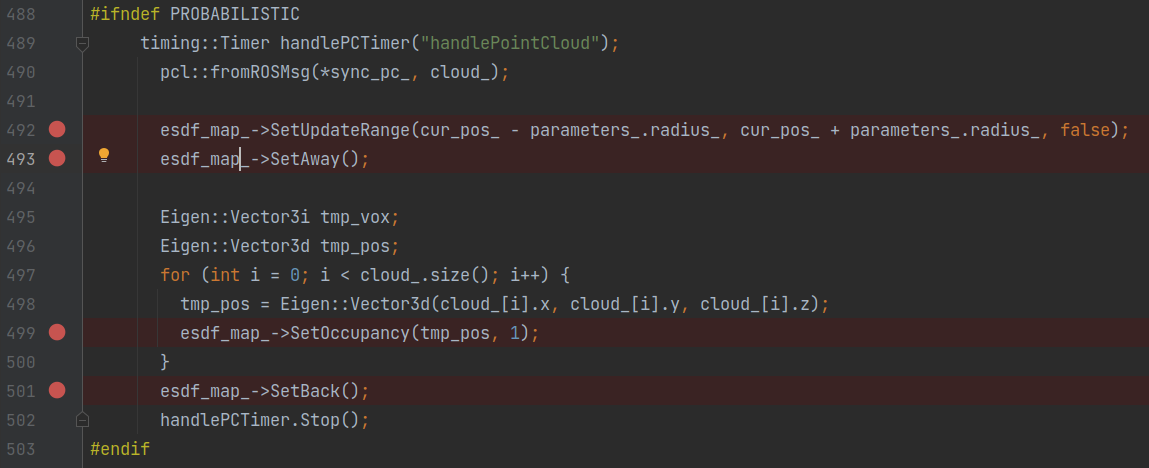 488 #ifndef PROBABILISTIC
489 timing::Timer handlePCTimer("handlePointCloud");
490 pcl::fromROSMsg(*sync_pc_, cloud_);
491
492 esdf_map_->SetUpdateRange(cur_pos_ - parameters_.radius_, cur_pos_ + parameters_.radius_, false);
493 esdf_map_->SetAway();
494
495 Eigen::Vector3i tmp_vox;
496 Eigen::Vector3d tmp_pos;
497 for (int i = 0; i < cloud_.size(); i++) {
498 tmp_pos = Eigen::Vector3d(cloud_[i].x, cloud_[i].y, cloud_[i].z);
499 esdf_map_->SetOccupancy(tmp_pos, 1);
500 }
501 esdf_map_->SetBack();
502 handlePCTimer.Stop();
503 #endif